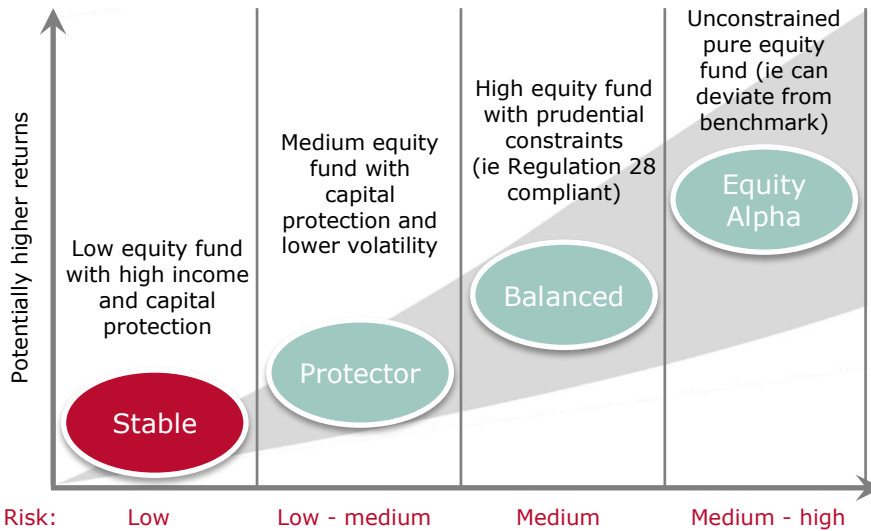 Potentially higher returns
Low equity fund
with high income
and capital
protection
Stable
Medium equity
fund with
capital
protection and
lower volatility
Protector
High equity fund
with prudential
constraints
(ie Regulation 28
compliant)
Balanced
Unconstrained
pure equity
fund (ie can
deviate from
benchmark)
Equity
Alpha
Risk: Low Low - medium Medium Medium - high